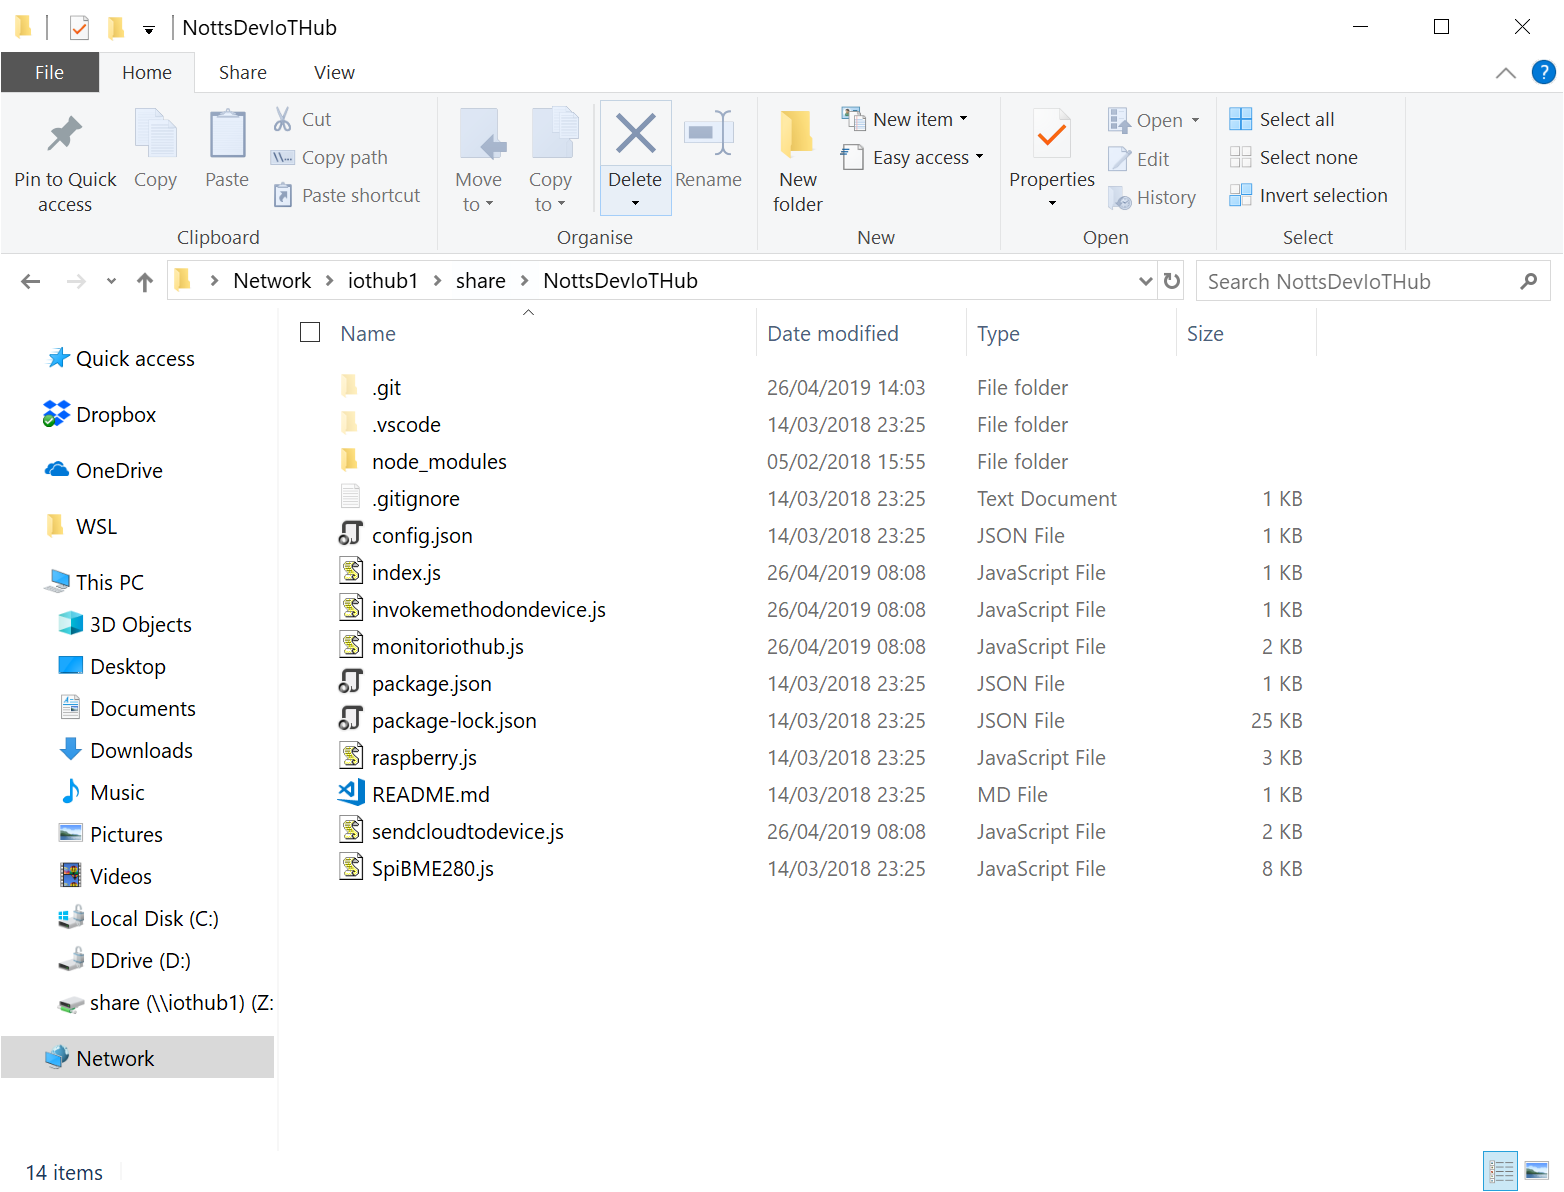 NottsDevIoTHub
File Home Share View
?
Pin to Quick access
Copy
Paste
Cut
Copy path
Paste shortcut
Clipboard
Move to
Copy to
Delete
Rename
Organise
New folder
New item
Easy access
New
Properties
Open
Edit
History
Open
Select all
Select none
Invert selection
Select
Network iothub1 share NottsDevIoTHub
Search NottsDevIoTHub
Quick access
Dropbox
OneDrive
WSL
This PC
3D Objects
Desktop
Documents
Downloads
Music
Pictures
Videos
Local Disk (C:)
DDrive (D:)
share (\\iothub1) (Z:
Network
Name Date modified Type Size
.git 26/04/2019 14:03 File folder
.vscode 14/03/2018 23:25 File folder
node_modules 05/02/2018 15:55 File folder
.gitignore 14/03/2018 23:25 Text Document 1 KB
config.json 14/03/2018 23:25 JSON File 1 KB
index.js 26/04/2019 08:08 JavaScript File 1 KB
invokemethodondevice.js 26/04/2019 08:08 JavaScript File 1 KB
monitoriothub.js 26/04/2019 08:08 JavaScript File 2 KB
package.json 14/03/2018 23:25 JSON File 1 KB
package-lock.json 14/03/2018 23:25 JSON File 25 KB
raspberry.js 14/03/2018 23:25 JavaScript File 3 KB
README.md 14/03/2018 23:25 MD File 1 KB
sendcloudtodevice.js 26/04/2019 08:08 JavaScript File 2 KB
SpiBME280.js 14/03/2018 23:25 JavaScript File 8 KB
14 items